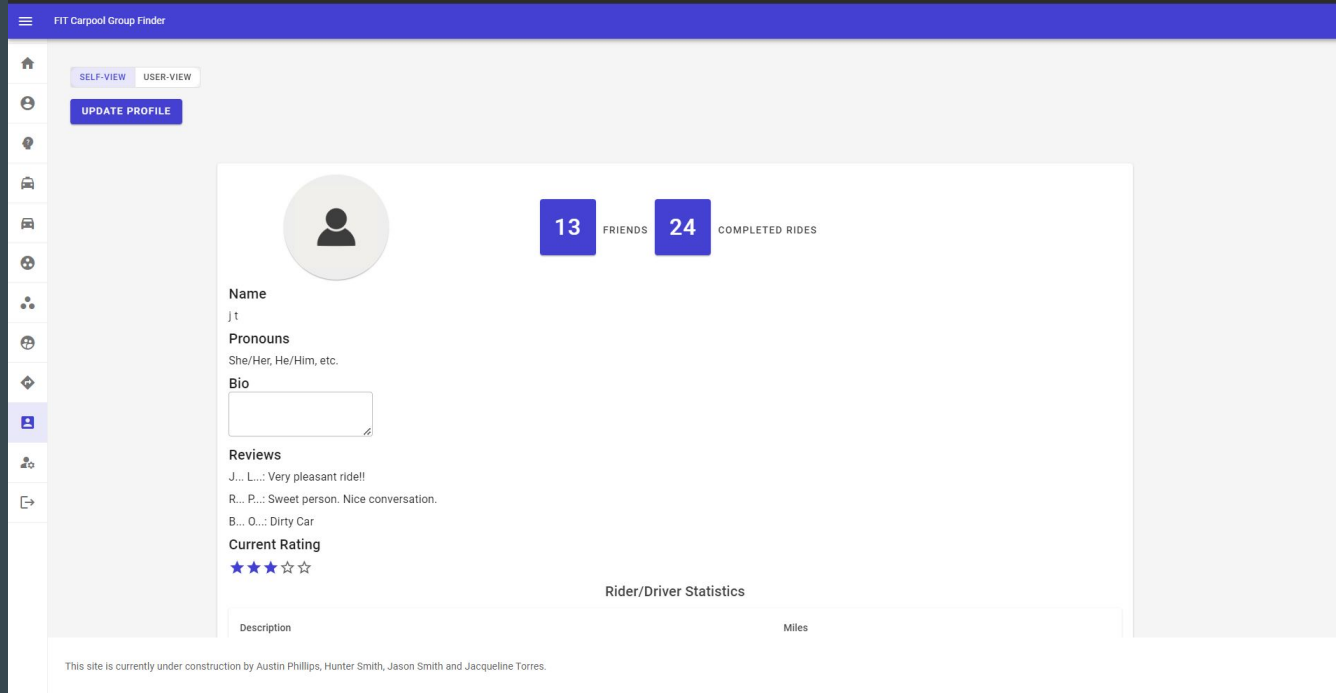 FIT Carpool Group Finder
SELF-VIEW USER-VIEW
UPDATE PROFILE
13 FRIENDS 24 COMPLETED RIDES
Name
j t
Pronouns
She/Her, He/Him, etc.
Bio
Reviews
J... L...: Very pleasant ride!!
R... P...: Sweet person. Nice conversation.
B... O...: Dirty Car
Current Rating
Rider/Driver Statistics
Description Miles
This site is currently under construction by Austin Phillips, Hunter Smith, Jason Smith and Jacqueline Torres.